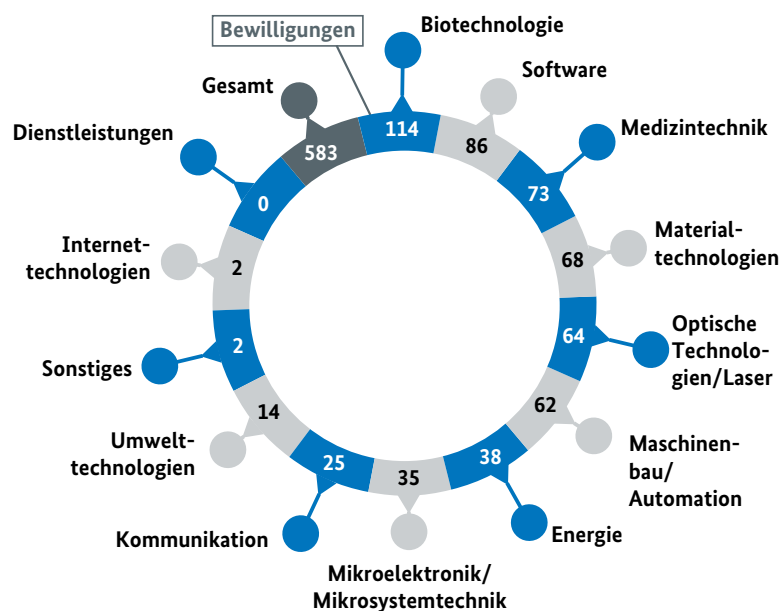 Bewilligungen
Biotechnologie
114
Software
86
Medizintechnik
73
Material-
technologien
68
Optische
Technolo-
gien/Laser
64
Maschinen-
bau/
Automation
62
Energie
38
Mikroelektronik/
Mikrosystemtechnik
35
Kommunikation
25
Umwelt-
technologien
14
Sonstiges
2
Internet-
technologien
2
Dienstleistungen
0
Gesamt
583